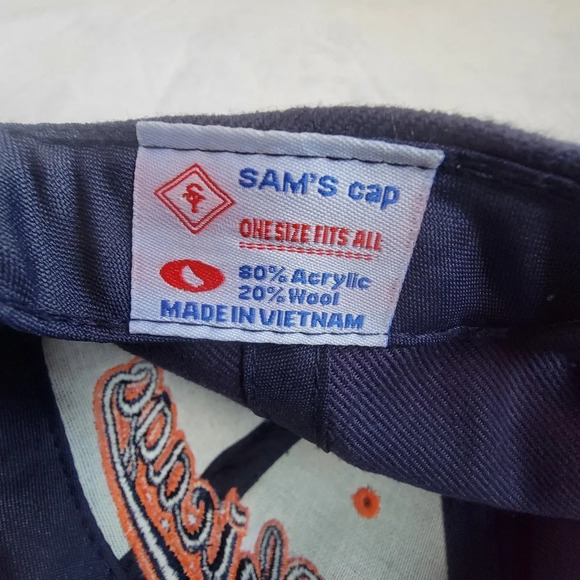 SAM'S cap
ONE SIZE FITS ALL
80% Acrylic
20% Wool
MADE IN VIETNAM